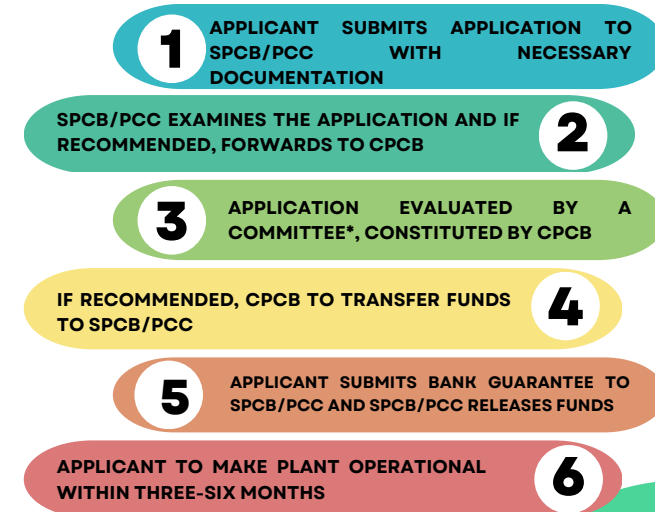 1
APPLICANT SUBMITS APPLICATION TO
SPCB/PCC WITH NECESSARY
DOCUMENTATION
SPCB/PCC EXAMINES THE APPLICATION AND IF
RECOMMENDED, FORWARDS TO CPCB
2
3
APPLICATION EVALUATED BY A
COMMITTEE*, CONSTITUTED BY CPCB
IF RECOMMENDED, CPCB TO TRANSFER FUNDS
TO SPCB/PCC
4
5
APPLICANT SUBMITS BANK GUARANTEE TO
SPCB/PCC AND SPCB/PCC RELEASES FUNDS
APPLICANT TO MAKE PLANT OPERATIONAL
WITHIN THREE-SIX MONTHS
6